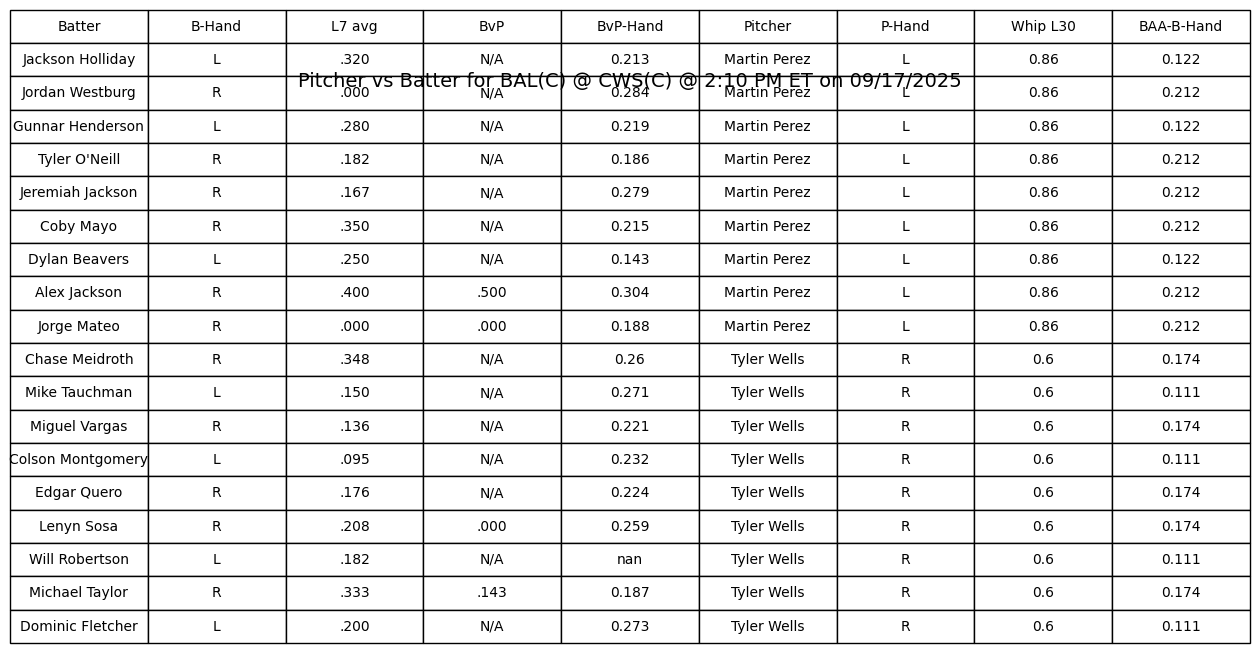 Batter B-Hand L7 avg BvP BvP-Hand Pitcher P-Hand Whip L30 BAA-B-Hand
Jackson Holliday L .320 N/A 0.213 Martin Perez L 0.86 0.122
Pitcher vs Batter for BAL(C) @ CWS(C) @ 2:10 PM ET on 09/17/2025
Jordan Westburg R .000 N/A 0.284 Martin Perez L 0.86 0.212
Gunnar Henderson L .280 N/A 0.219 Martin Perez L 0.86 0.122
Tyler O'Neill R .182 N/A 0.186 Martin Perez L 0.86 0.212
Jeremiah Jackson R .167 N/A 0.279 Martin Perez L 0.86 0.212
Coby Mayo R .350 N/A 0.215 Martin Perez L 0.86 0.212
Dylan Beavers L .250 N/A 0.143 Martin Perez L 0.86 0.122
Alex Jackson R .400 .500 0.304 Martin Perez L 0.86 0.212
Jorge Mateo R .000 .000 0.188 Martin Perez L 0.86 0.212
Chase Meidroth R .348 N/A 0.26 Tyler Wells R 0.6 0.174
Mike Tauchman L .150 N/A 0.271 Tyler Wells R 0.6 0.111
Miguel Vargas R .136 N/A 0.221 Tyler Wells R 0.6 0.174
Colson Montgomery L .095 N/A 0.232 Tyler Wells R 0.6 0.111
Edgar Quero R .176 N/A 0.224 Tyler Wells R 0.6 0.174
Lenyn Sosa R .208 .000 0.259 Tyler Wells R 0.6 0.174
Will Robertson L .182 N/A nan Tyler Wells R 0.6 0.111
Michael Taylor R .333 .143 0.187 Tyler Wells R 0.6 0.174
Dominic Fletcher L .200 N/A 0.273 Tyler Wells R 0.6 0.111